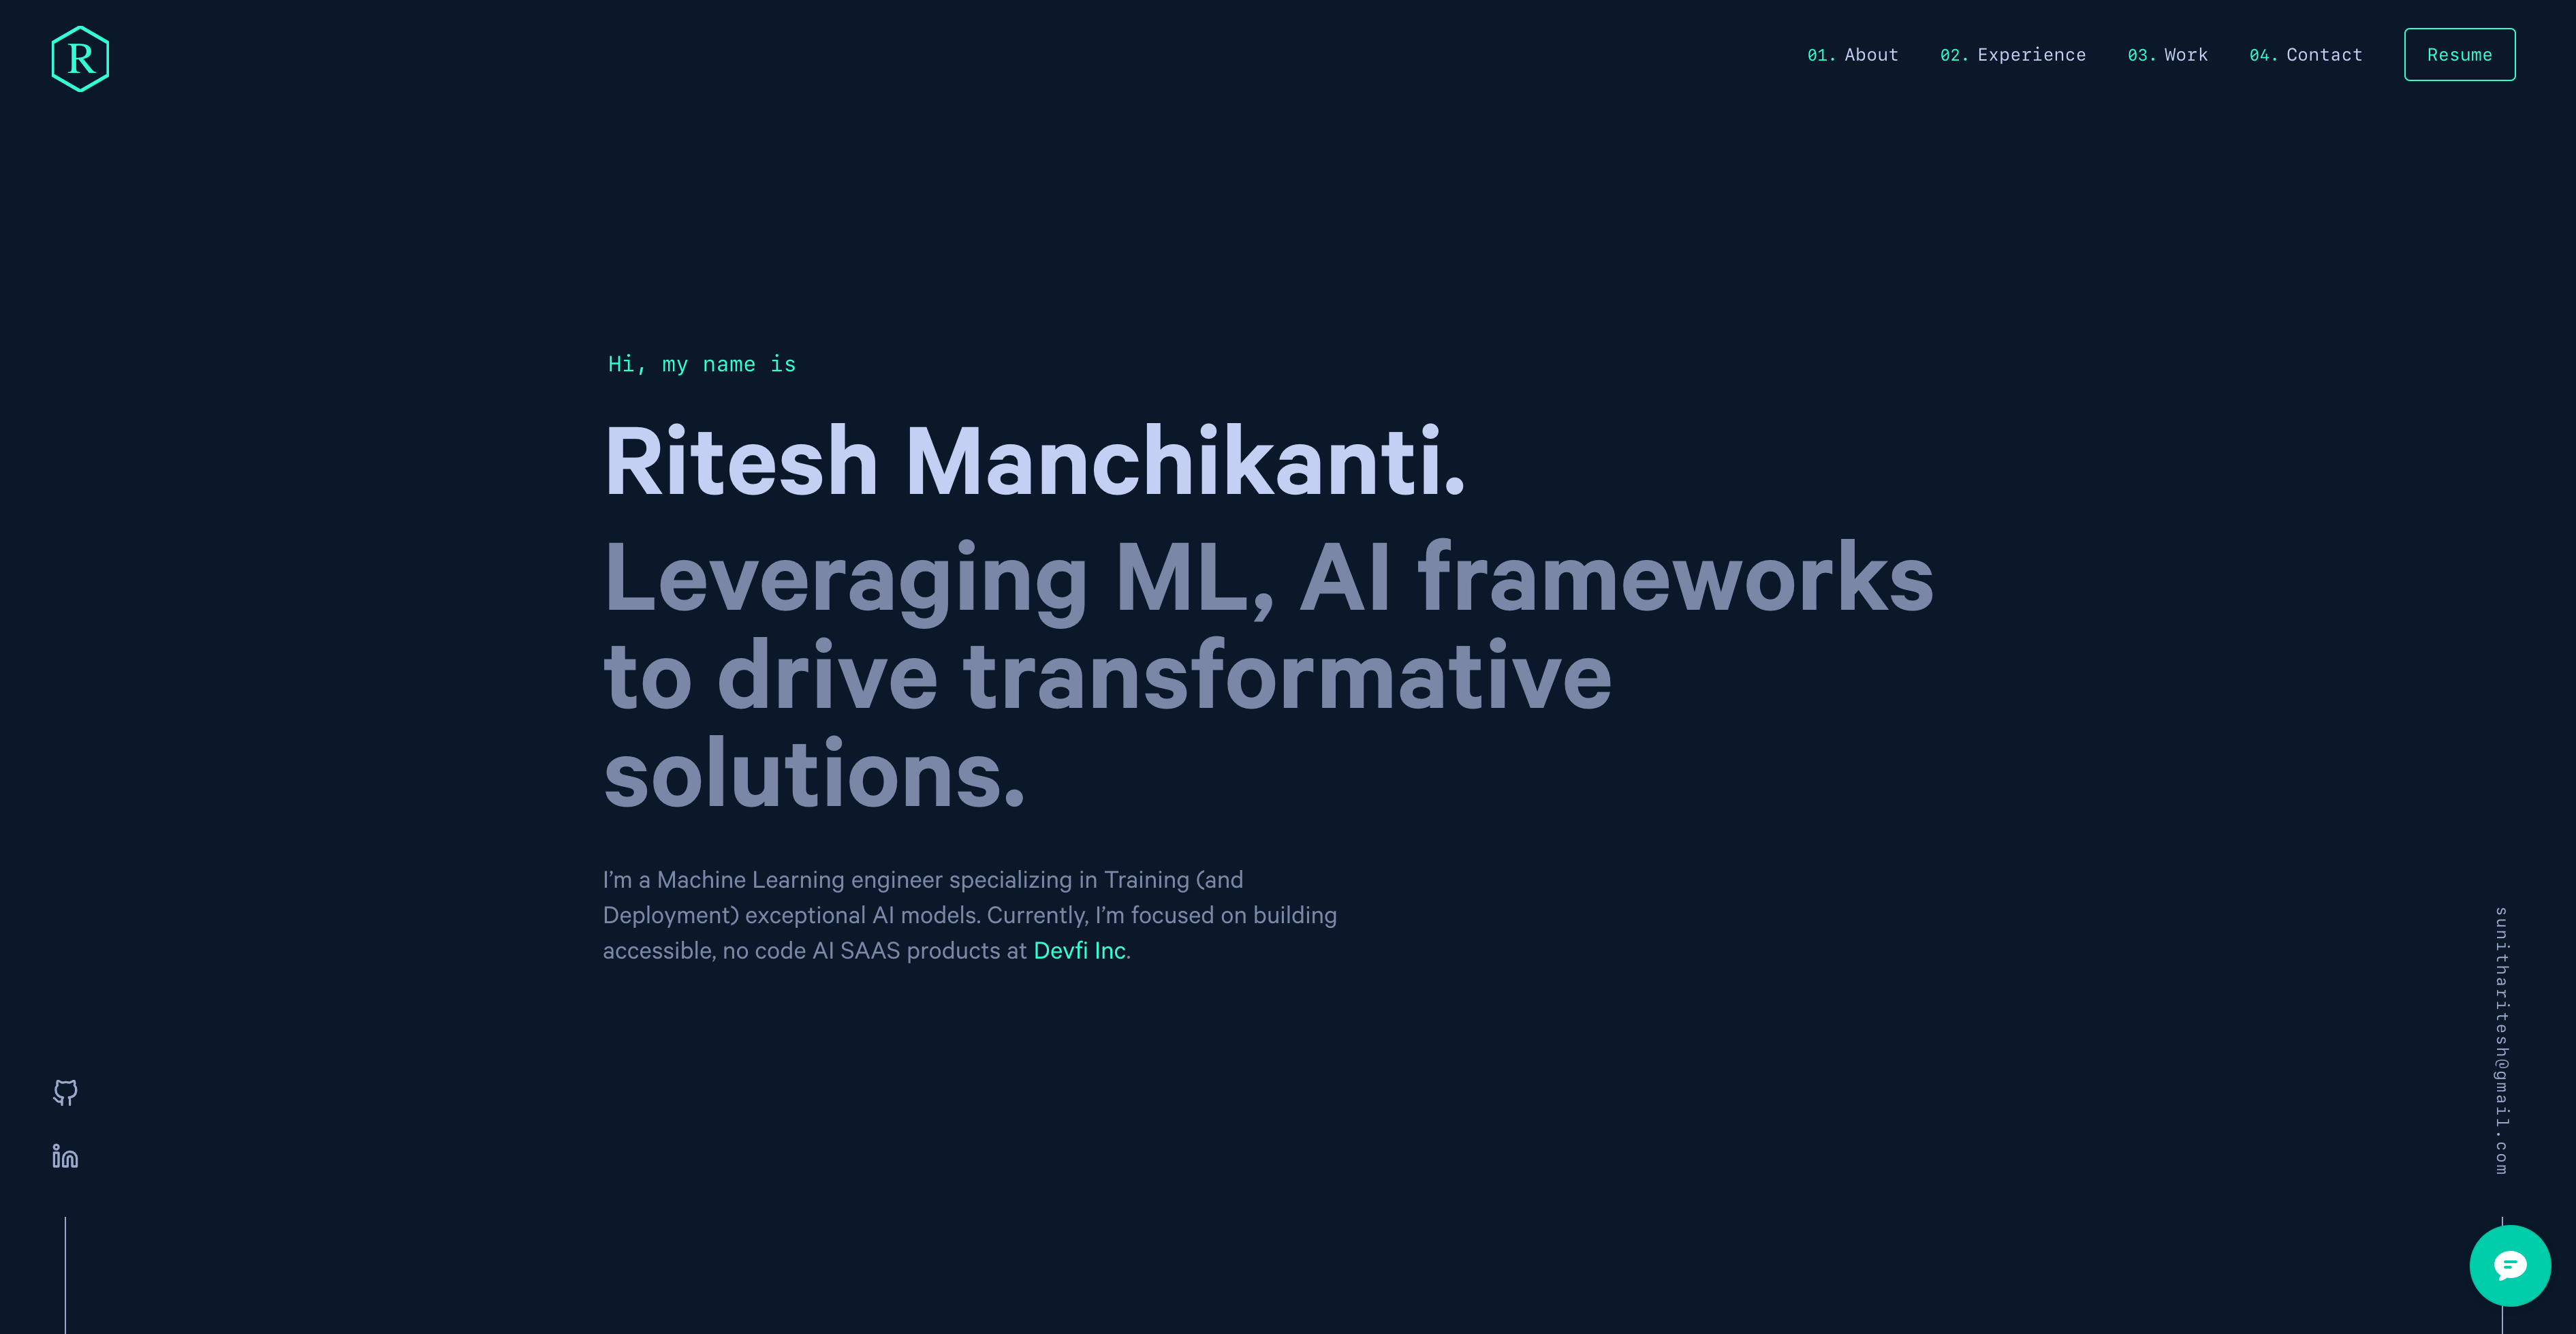 R
01. About
02. Experience
03. Work
04. Contact
Resume
Hi, my name is
Ritesh Manchikanti.
Leveraging ML, AI frameworks
to drive transformative
solutions.
I’m a Machine Learning engineer specializing in Training (and
Deployment) exceptional AI models. Currently, I’m focused on building
accessible, no code AI SAAS products at Devfi Inc.
in
sunitharitesh@gmail.com